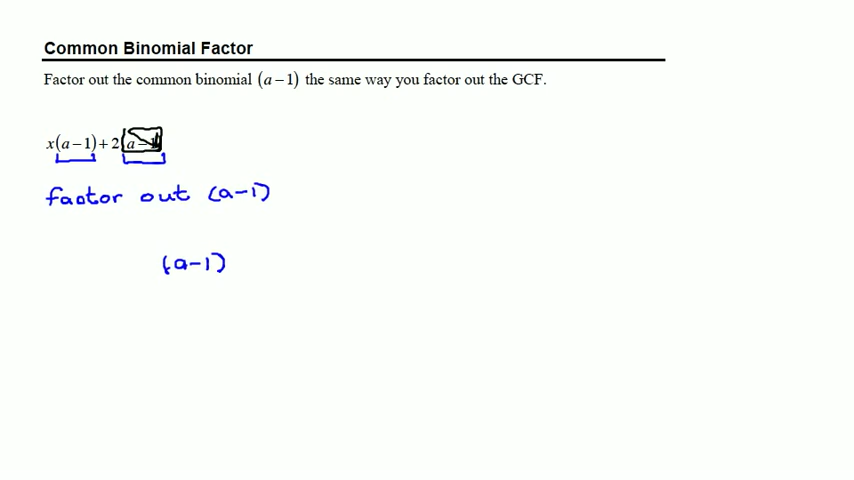 Common Binomial Factor
Factor out the common binomial (a−1) the same way you factor out the GCF.
x(a−1)+2(a−1
factor out (a-1)
(a-1)